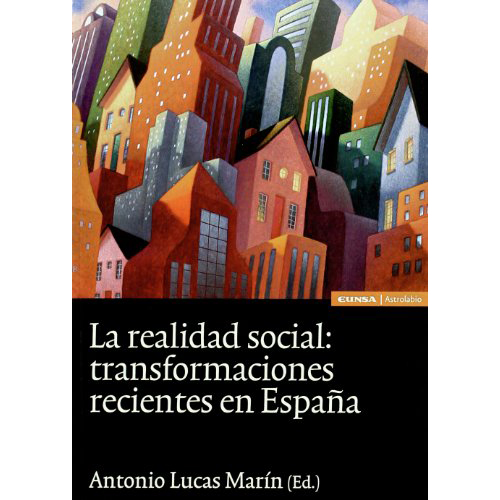 EUNSA | Astrolabio
La realidad social:
transformaciones
recientes en España
Antonio Lucas Marín (Ed.)